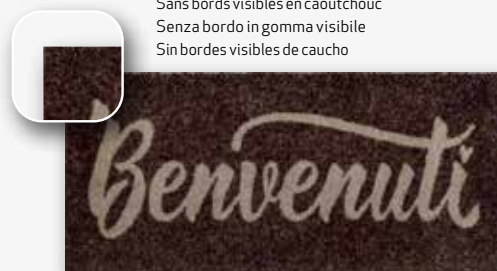 Sans bords visibles en caoutchouc
Senza bordo in gomma visibile
Sin bordes visibles de caucho
Benvenuti